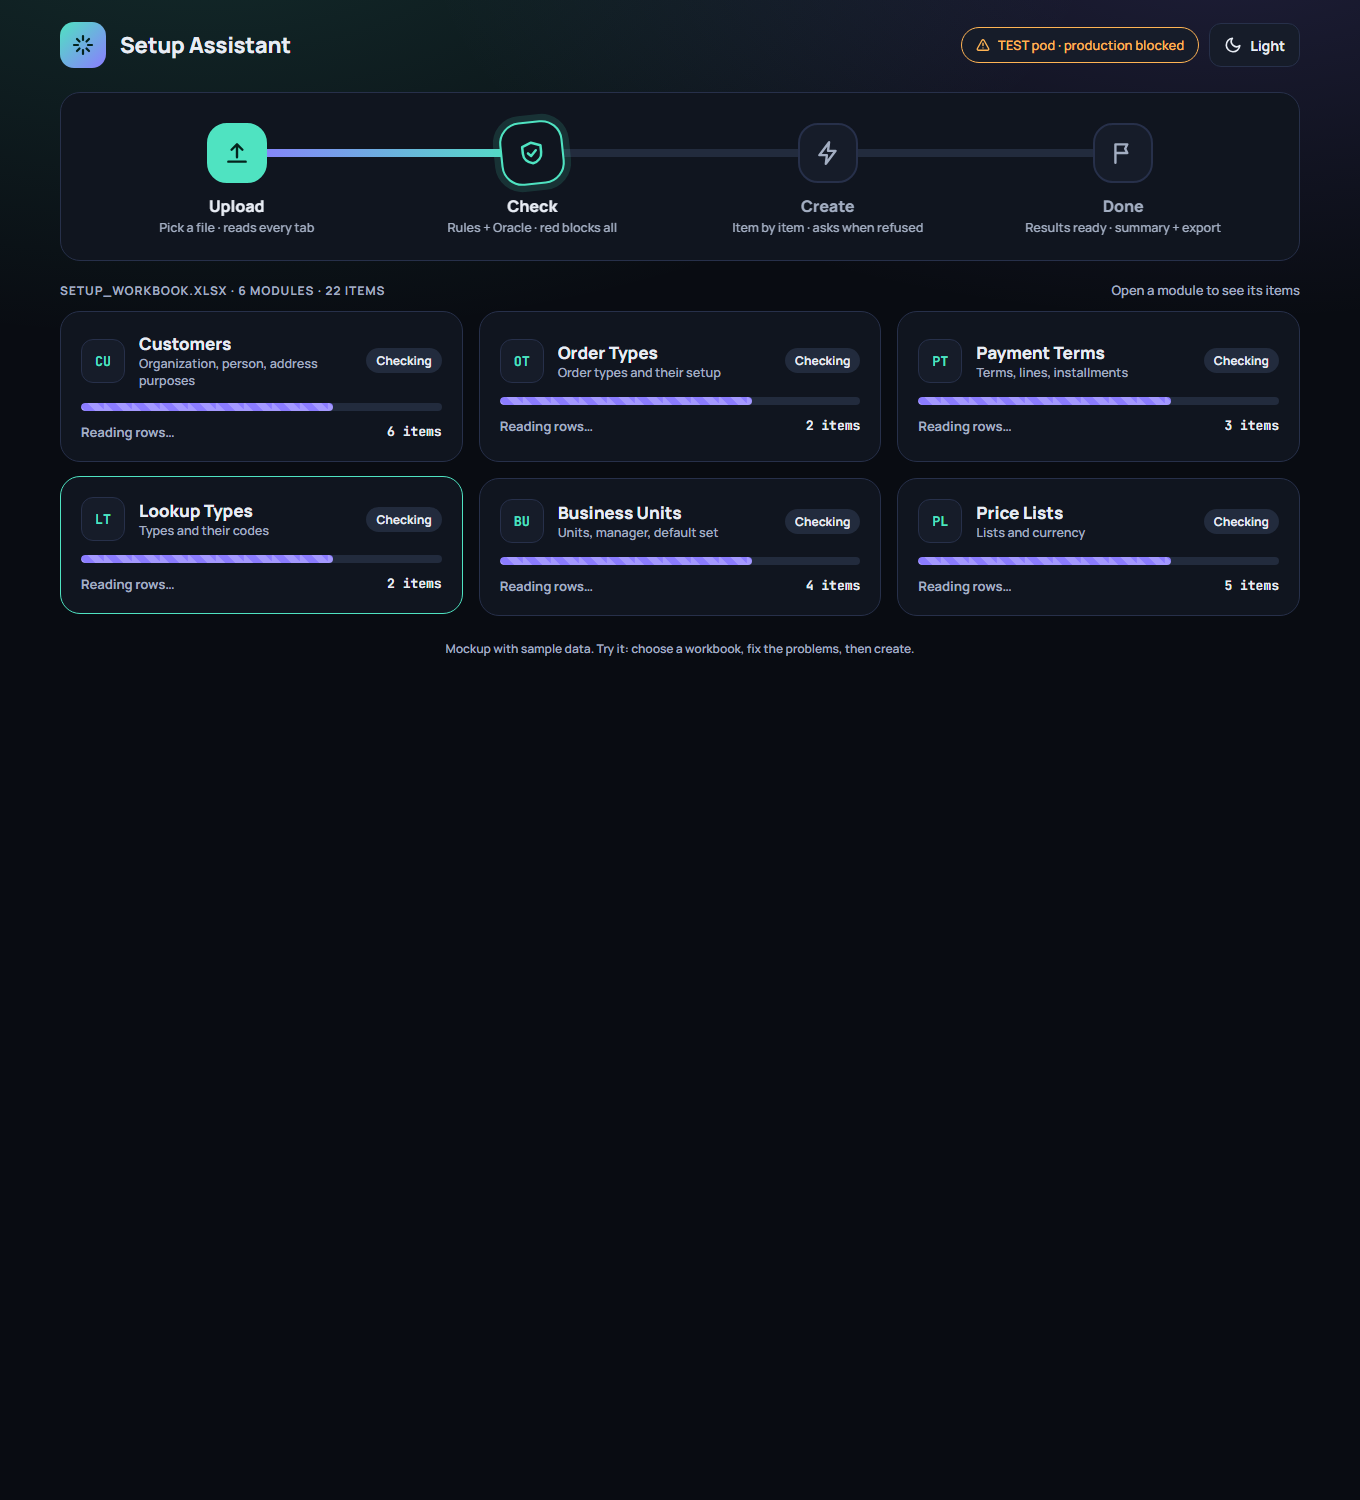 Setup Assistant
TEST pod · production blocked
Light
Upload
Pick a file · reads every tab
Check
Rules + Oracle · red blocks all
Create
Item by item · asks when refused
Done
Results ready · summary + export
SETUP_WORKBOOK.XLSX · 6 MODULES · 22 ITEMS
Open a module to see its items
CU
Customers
Organization, person, address
purposes
Checking
Reading rows…
6 items
OT
Order Types
Order types and their setup
Checking
Reading rows…
2 items
PT
Payment Terms
Terms, lines, installments
Checking
Reading rows…
3 items
LT
Lookup Types
Types and their codes
Checking
Reading rows…
2 items
BU
Business Units
Units, manager, default set
Checking
Reading rows…
4 items
PL
Price Lists
Lists and currency
Checking
Reading rows…
5 items
Mockup with sample data. Try it: choose a workbook, fix the problems, then create.